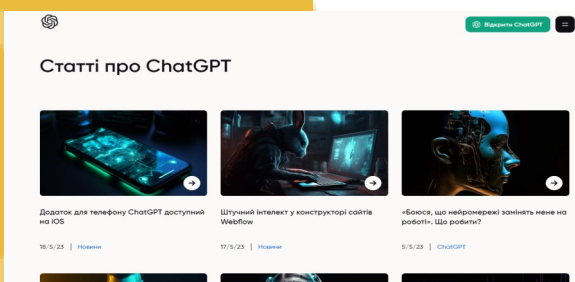 Відкрити ChatGPT
Статті про ChatGPT
Додаток для телефону ChatGPT доступний
на iOS
18/5/23 | Новини
Штучний інтелект у конструкторі сайтів
Webflow
17/5/23 | Новини
«Боюся, що нейромережі замінять мене на
роботі». Що робити?
5/5/23 | ChatGPT